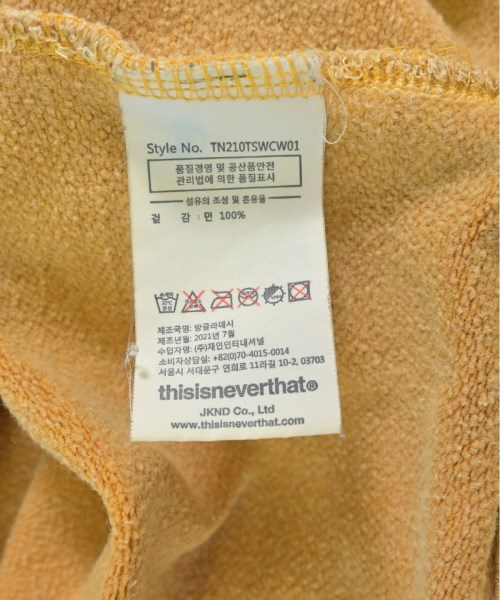 Style No. TN210TSWCW01
품질경영 및 공산품안전
관리법에 의한 품질표시
섬유의 조성 및 혼용율
겉 감 : 면 100%
제조국명: 방글라데시
제조년월: 2021년 7월
수입자명: (주)재인인터내셔널
소비자상담실: +82(0)70-4015-0014
서울시 서대문구 연희로 11라길 10-2, 03703
thisisneverthat®
JKND Co., Ltd
www.thisisneverthat.com